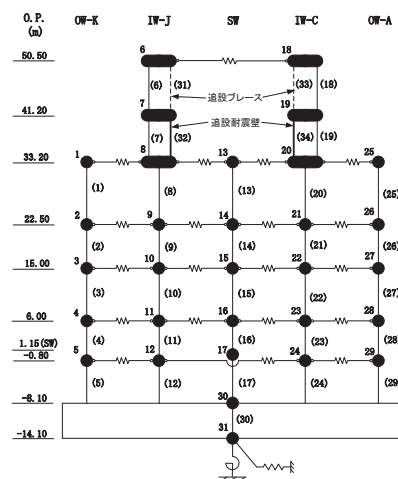 O.P. OW-K IW-J SW IW-C OW-A
(m)
6 18
50.50
(6) (31) (33) (18)
追設ブレース
41.20 7 19
追設耐震壁
(7) (32) (34) (19)
33.20 1 8 13 20 25
(1) (8) (13) (20) (25)
22.50 2 9 14 21 26
(2) (9) (14) (21) (26)
15.00 3 10 15 22 27
(3) (10) (15) (22) (27)
6.00 4 11 16 23 28
(4) (11) (16) (23) (28)
1.15(SW) 17
-0.80 5 12 24 29
(5) (12) (17) (24) (29
-8.10 30
(30)
-14.10 31